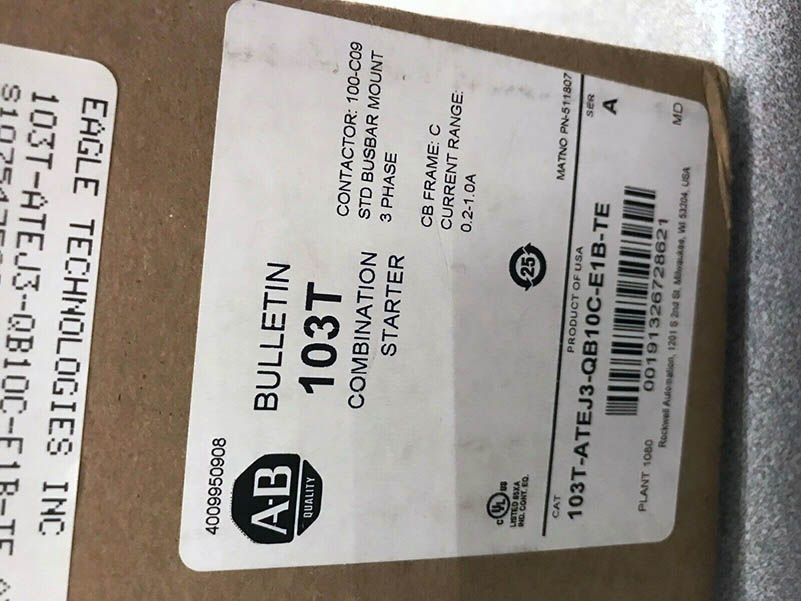 EAGLE TECHNOLOGIES INC
103T-ATEJ3-QB10C-E1B-TE
4009950908
A-B
QUALITY
BULLETIN
103T
COMBINATION
STARTER
CONTACTOR: 100-C09
STD BUSBAR MOUNT
3 PHASE
CB FRAME: C
CURRENT RANGE:
0.2-1.0A
25
C UL US
LISTED 85XA
IND. CONT. EQ.
MATNO PN-511807
CAT
PRODUCT OF USA
SER
103T-ATEJ3-QB10C-E1B-TE
A
00191326728621
PLANT 1080
Rockwell Automation, 1201 S 2nd St. Milwaukee, WI 53204, USA
MD